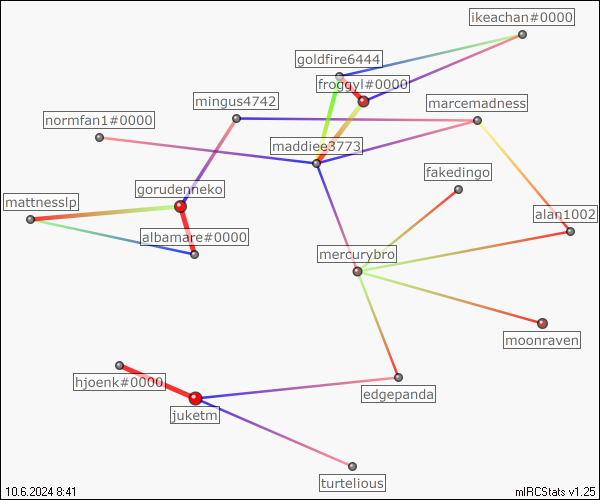 ikeachan#0000
goldfire6444
froggyl#0000
mingus4742
marcemadness
normfan1#0000
maddiee3773
fakedingo
gorudenneko
mattnesslp
alan1002
albamare#0000
mercurybro
moonraven
hjoenk#0000
edgepanda
juketm
turtelious
10.6.2024 8:41
mIRCStats v1.25